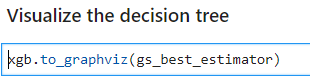 Visualize the decision tree
xgb.to_graphviz(gs_best_estimator)